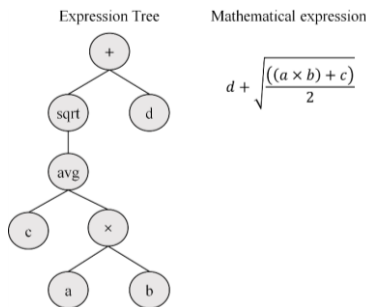 Expression Tree
Mathematical expression
+
sqrt
d
avg
c
×
a
b
d + √(((a × b) + c)/2)